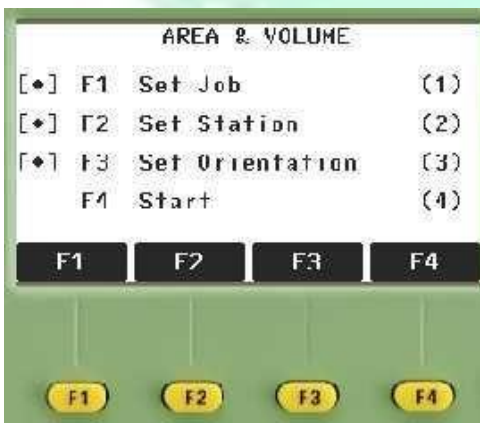 AREA & VOLUME
[•] F1 Set Job (1)
[•] F2 Set Station (2)
[•] F3 Set Orientation (3)
F4 Start (4)
F1 F2 F3 F4
F1 F2 F3 F4